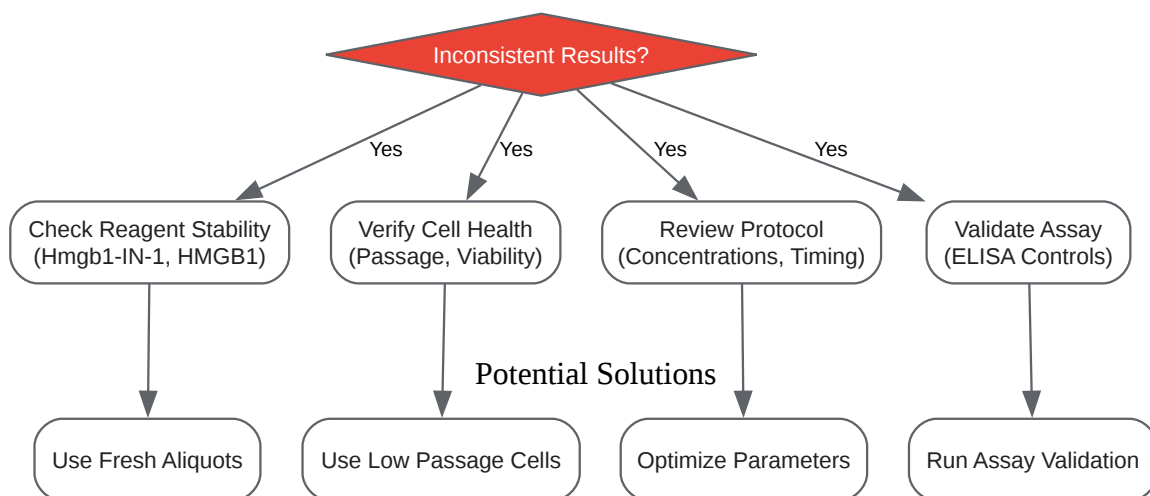 Inconsistent Results?
Yes
Yes
Yes
Yes
Check Reagent Stability
(Hmgb1-IN-1, HMGB1)
Verify Cell Health
(Passage, Viability)
Review Protocol
(Concentrations, Timing)
Validate Assay
(ELISA Controls)
Potential Solutions
Use Fresh Aliquots
Use Low Passage Cells
Optimize Parameters
Run Assay Validation